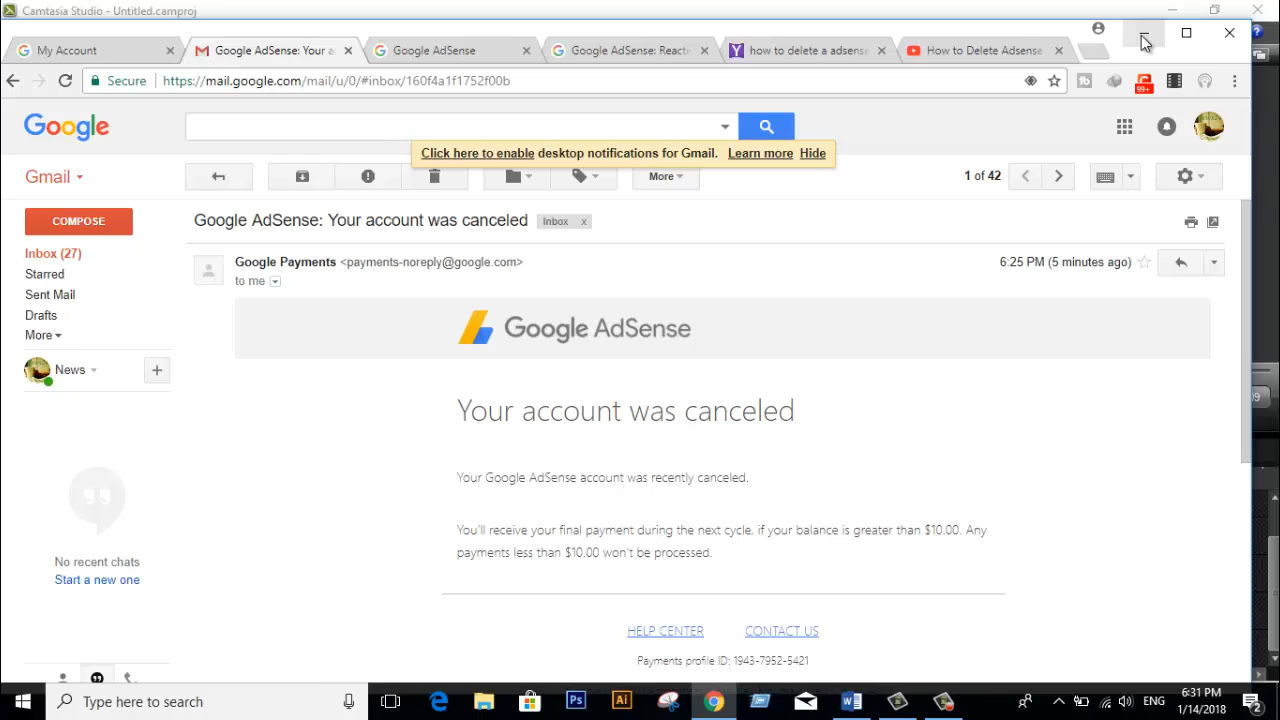 Camtasia Studio - Untitled.camproj
My Account
Google AdSense: Your a
Google AdSense
Google AdSense: Reacti
how to delete a adsens
How to Delete Adsense
Secure
https://mail.google.com/mail/u/0/#inbox/160f4a1f1752f00b
99+
Google
Click here to enable desktop notifications for Gmail. Learn more Hide
Gmail
More
1 of 42
COMPOSE
Google AdSense: Your account was canceled
Inbox x
Inbox (27)
Starred
Sent Mail
Drafts
More
News
Google Payments <payments-noreply@google.com>
6:25 PM (5 minutes ago)
to me
Google AdSense
Your account was canceled
Your Google AdSense account was recently canceled.
You'll receive your final payment during the next cycle, if your balance is greater than $10.00. Any
payments less than $10.00 won't be processed.
No recent chats
Start a new one
HELP CENTER
CONTACT US
Payments profile ID: 1943-7952-5421
Type here to search
Ps
Ai
ENG
6:31 PM
1/14/2018
2